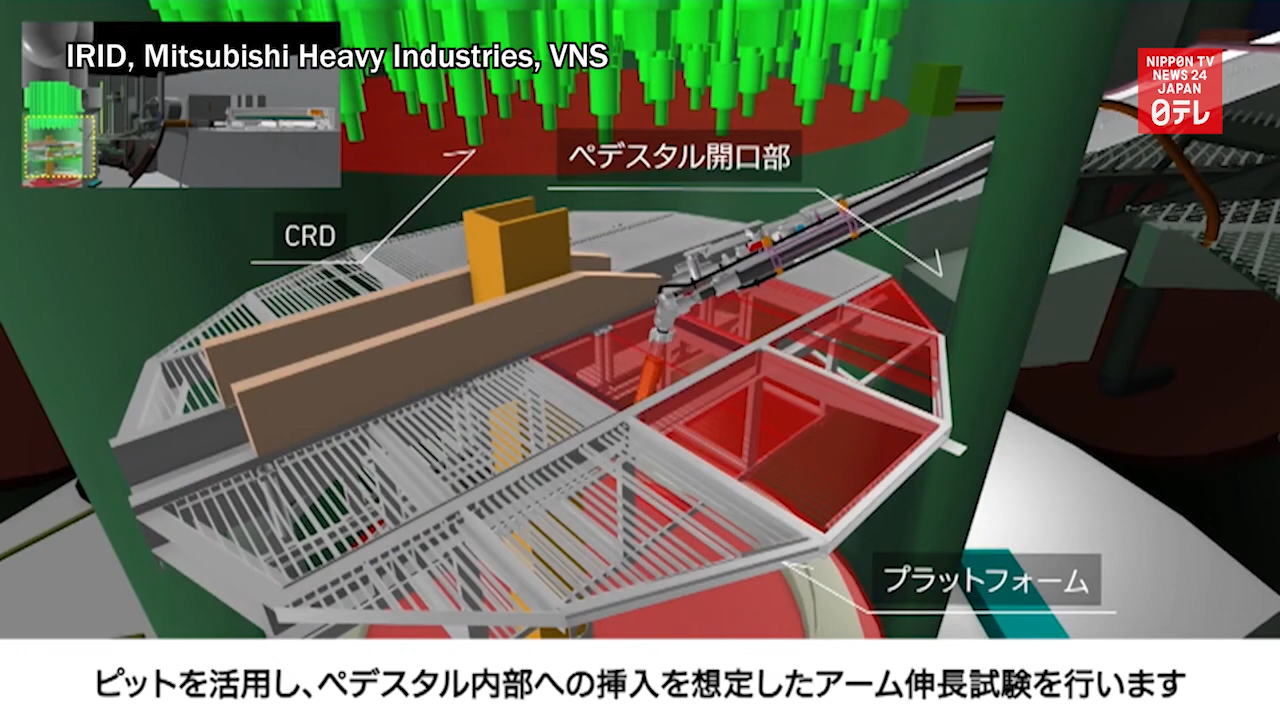 IRID, Mitsubishi Heavy Industries, VNS
NIPPON TV
NEWS 24
JAPAN
日テレ
ペデスタル開口部
CRD
プラットフォーム
ピットを活用し、ペデスタル内部への挿入を想定したアーム伸長試験を行います